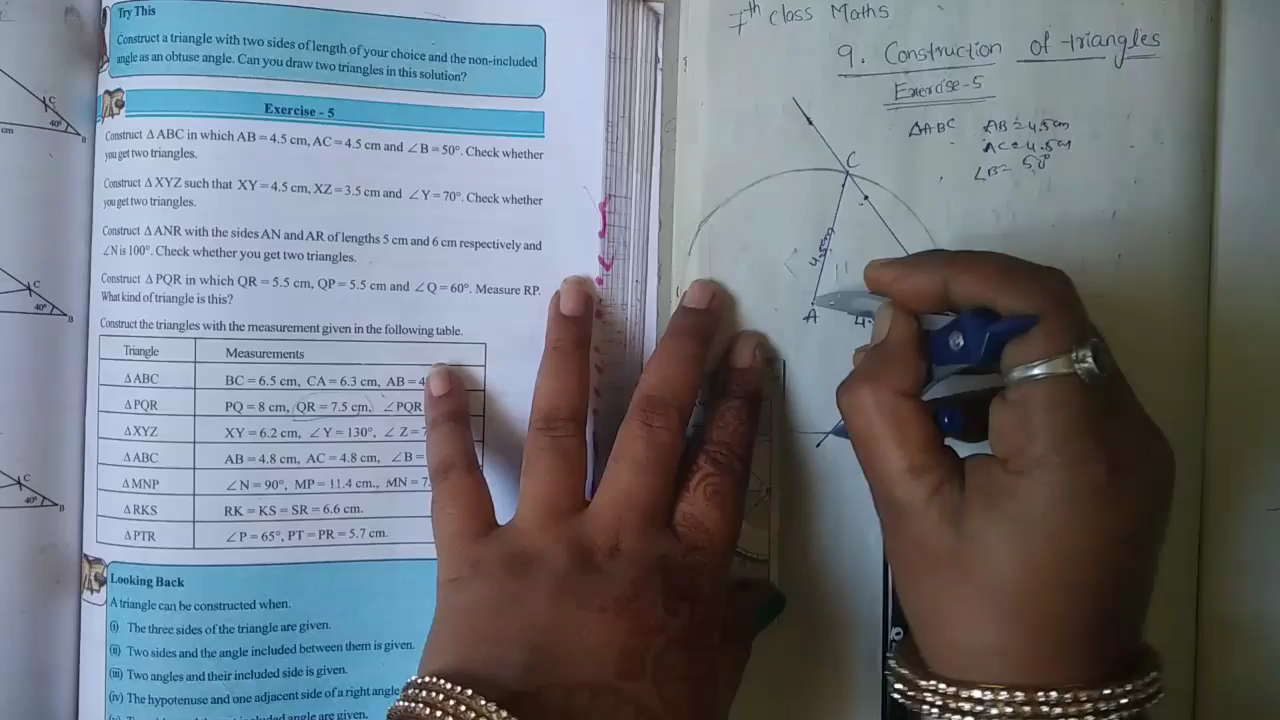 Try This
Construct a triangle with two sides of length of your choice and the non-included
angle as an obtuse angle. Can you draw two triangles in this solution?
Exercise - 5
Construct Δ ABC in which AB = 4.5 cm, AC = 4.5 cm and ∠B = 50°. Check whether
you get two triangles.
Construct Δ XYZ such that XY = 4.5 cm, XZ = 3.5 cm and ∠Y = 70°. Check whether
you get two triangles.
Construct Δ ANR with the sides AN and AR of lengths 5 cm and 6 cm respectively and
∠N is 100°. Check whether you get two triangles.
Construct Δ PQR in which QR = 5.5 cm, QP = 5.5 cm and ∠Q = 60°. Measure RP.
What kind of triangle is this?
Construct the triangles with the measurement given in the following table.
Triangle Measurements
Δ ABC BC = 6.5 cm, CA = 6.3 cm, AB = 4
Δ PQR PQ = 8 cm, QR = 7.5 cm, ∠PQR
Δ XYZ XY = 6.2 cm, ∠Y = 130°, ∠Z = 7
Δ ABC AB = 4.8 cm, AC = 4.8 cm, ∠B =
Δ MNP ∠N = 90°, MP = 11.4 cm., MN = 7.
Δ RKS RK = KS = SR = 6.6 cm.
Δ PTR ∠P = 65°, PT = PR = 5.7 cm.
Looking Back
A triangle can be constructed when.
(i) The three sides of the triangle are given.
(ii) Two sides and the angle included between them is given.
(iii) Two angles and their included side is given.
(iv) The hypotenuse and one adjacent side of a right angle
angle are given.
cm
C
40°
B
C
40°
B
C
40°
B
7th class Maths
9. Construction of triangles
Exercise-5
ΔABC AB = 4.5cm
AC = 4.5cm
∠B = 50°
C
4.5cm
A
4.